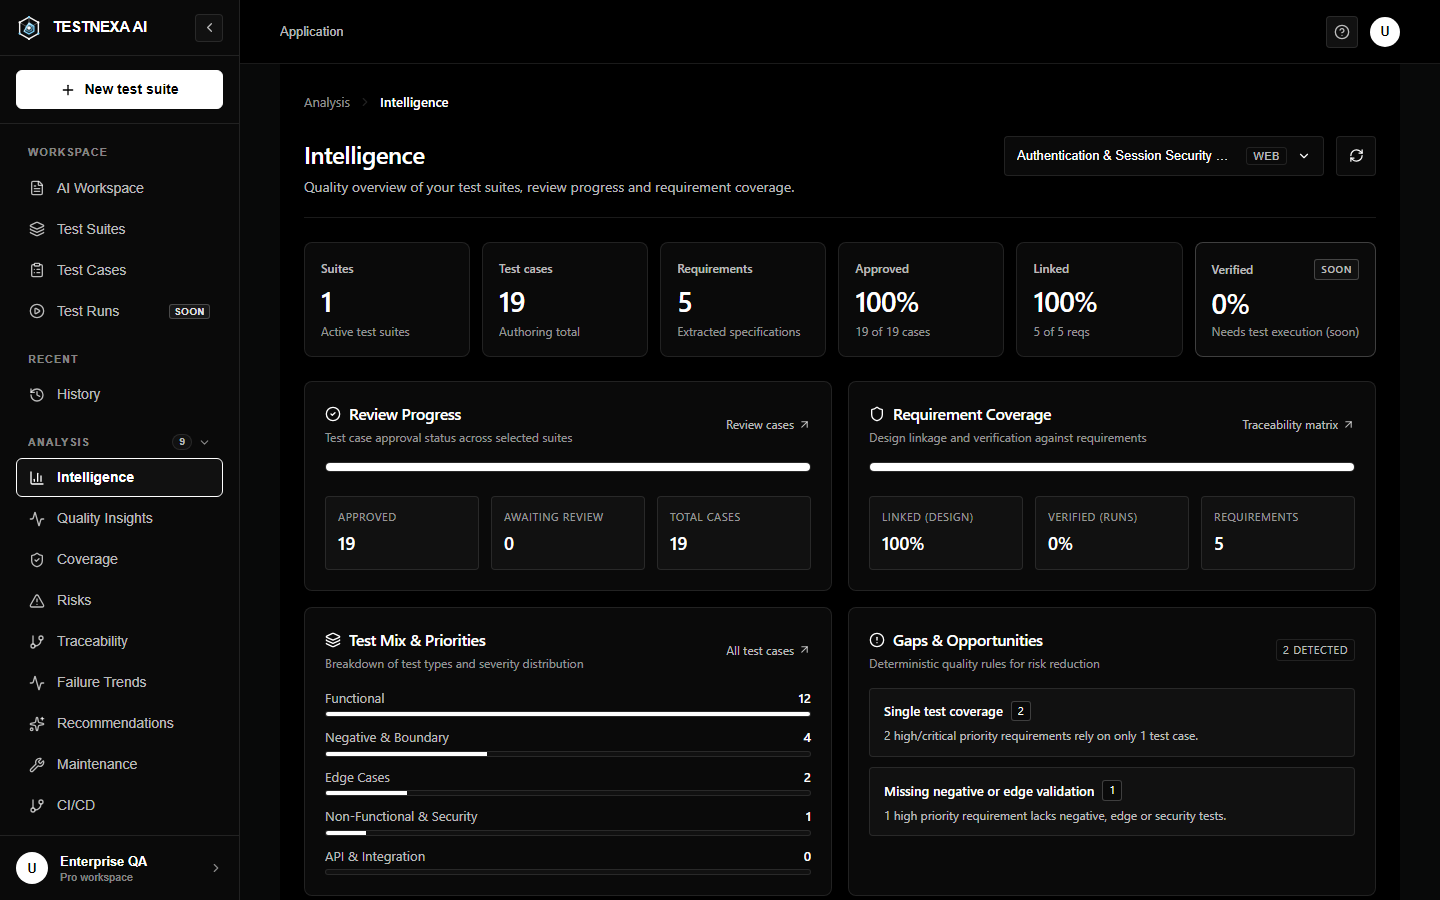 TESTNEXA AI
New test suite
WORKSPACE
AI Workspace
Test Suites
Test Cases
Test Runs SOON
RECENT
History
ANALYSIS 9
Intelligence
Quality Insights
Coverage
Risks
Traceability
Failure Trends
Recommendations
Maintenance
CI/CD
U
Enterprise QA
Pro workspace
Application
U
Analysis Intelligence
Intelligence
Quality overview of your test suites, review progress and requirement coverage.
Authentication & Session Security ... WEB
Suites
1
Active test suites
Test cases
19
Authoring total
Requirements
5
Extracted specifications
Approved
100%
19 of 19 cases
Linked
100%
5 of 5 reqs
Verified SOON
0%
Needs test execution (soon)
Review Progress
Test case approval status across selected suites
Review cases
APPROVED
19
AWAITING REVIEW
0
TOTAL CASES
19
Requirement Coverage
Design linkage and verification against requirements
Traceability matrix
LINKED (DESIGN)
100%
VERIFIED (RUNS)
0%
REQUIREMENTS
5
Test Mix & Priorities
Breakdown of test types and severity distribution
All test cases
Functional 12
Negative & Boundary 4
Edge Cases 2
Non-Functional & Security 1
API & Integration 0
Gaps & Opportunities
Deterministic quality rules for risk reduction
2 DETECTED
Single test coverage 2
2 high/critical priority requirements rely on only 1 test case.
Missing negative or edge validation 1
1 high priority requirement lacks negative, edge or security tests.